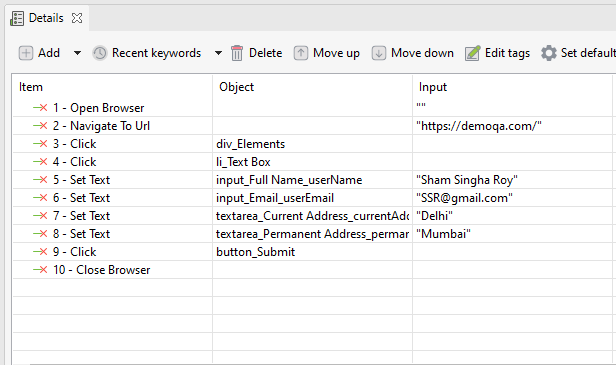 Details
Add Recent keywords Delete Move up Move down Edit tags Set default
Item Object Input
1 - Open Browser ""
2 - Navigate To Url "https://demoqa.com/"
3 - Click div_Elements
4 - Click li_Text Box
5 - Set Text input_Full Name_userName "Sham Singha Roy"
6 - Set Text input_Email_userEmail "SSR@gmail.com"
7 - Set Text textarea_Current Address_currentAdd "Delhi"
8 - Set Text textarea_Permanent Address_permar "Mumbai"
9 - Click button_Submit
10 - Close Browser